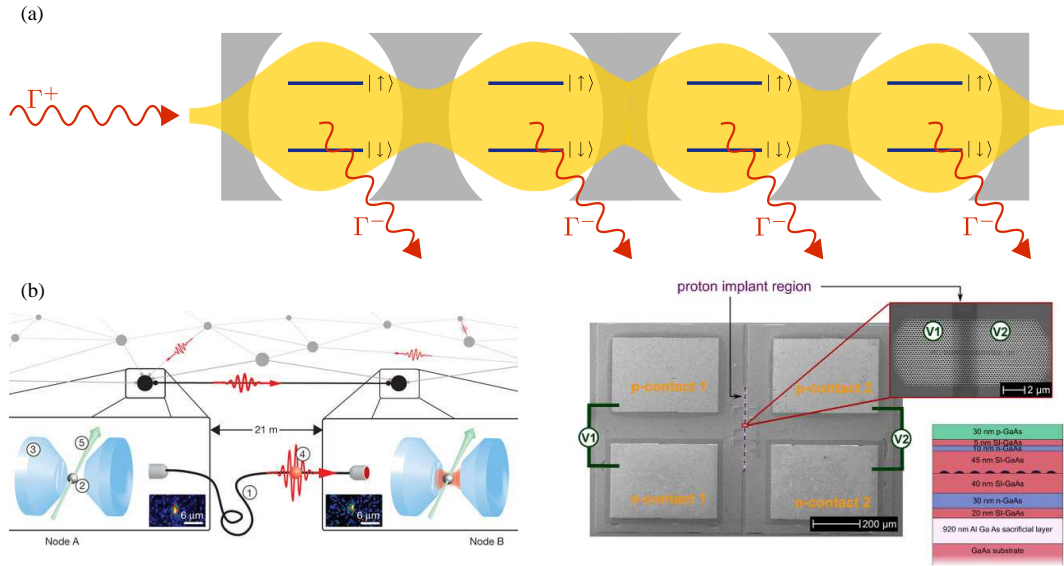 (a)
Γ+
|↑⟩ |↑⟩ |↑⟩ |↑⟩
|↓⟩ |↓⟩ |↓⟩ |↓⟩
Γ− Γ− Γ− Γ−
(b)
21 m
3
5
2
1
4
6 μm
6 μm
Node A
Node B
proton implant region
V1
V2
2 μm
p-contact 1
p-contact 2
V1
V2
n-contact 1
n-contact 2
200 μm
30 nm p-GaAs
5 nm SI-GaAs
10 nm n-GaAs
45 nm SI-GaAs
40 nm SI-GaAs
30 nm n-GaAs
20 nm SI-GaAs
920 nm Al Ga As sacrificial layer
GaAs substrate